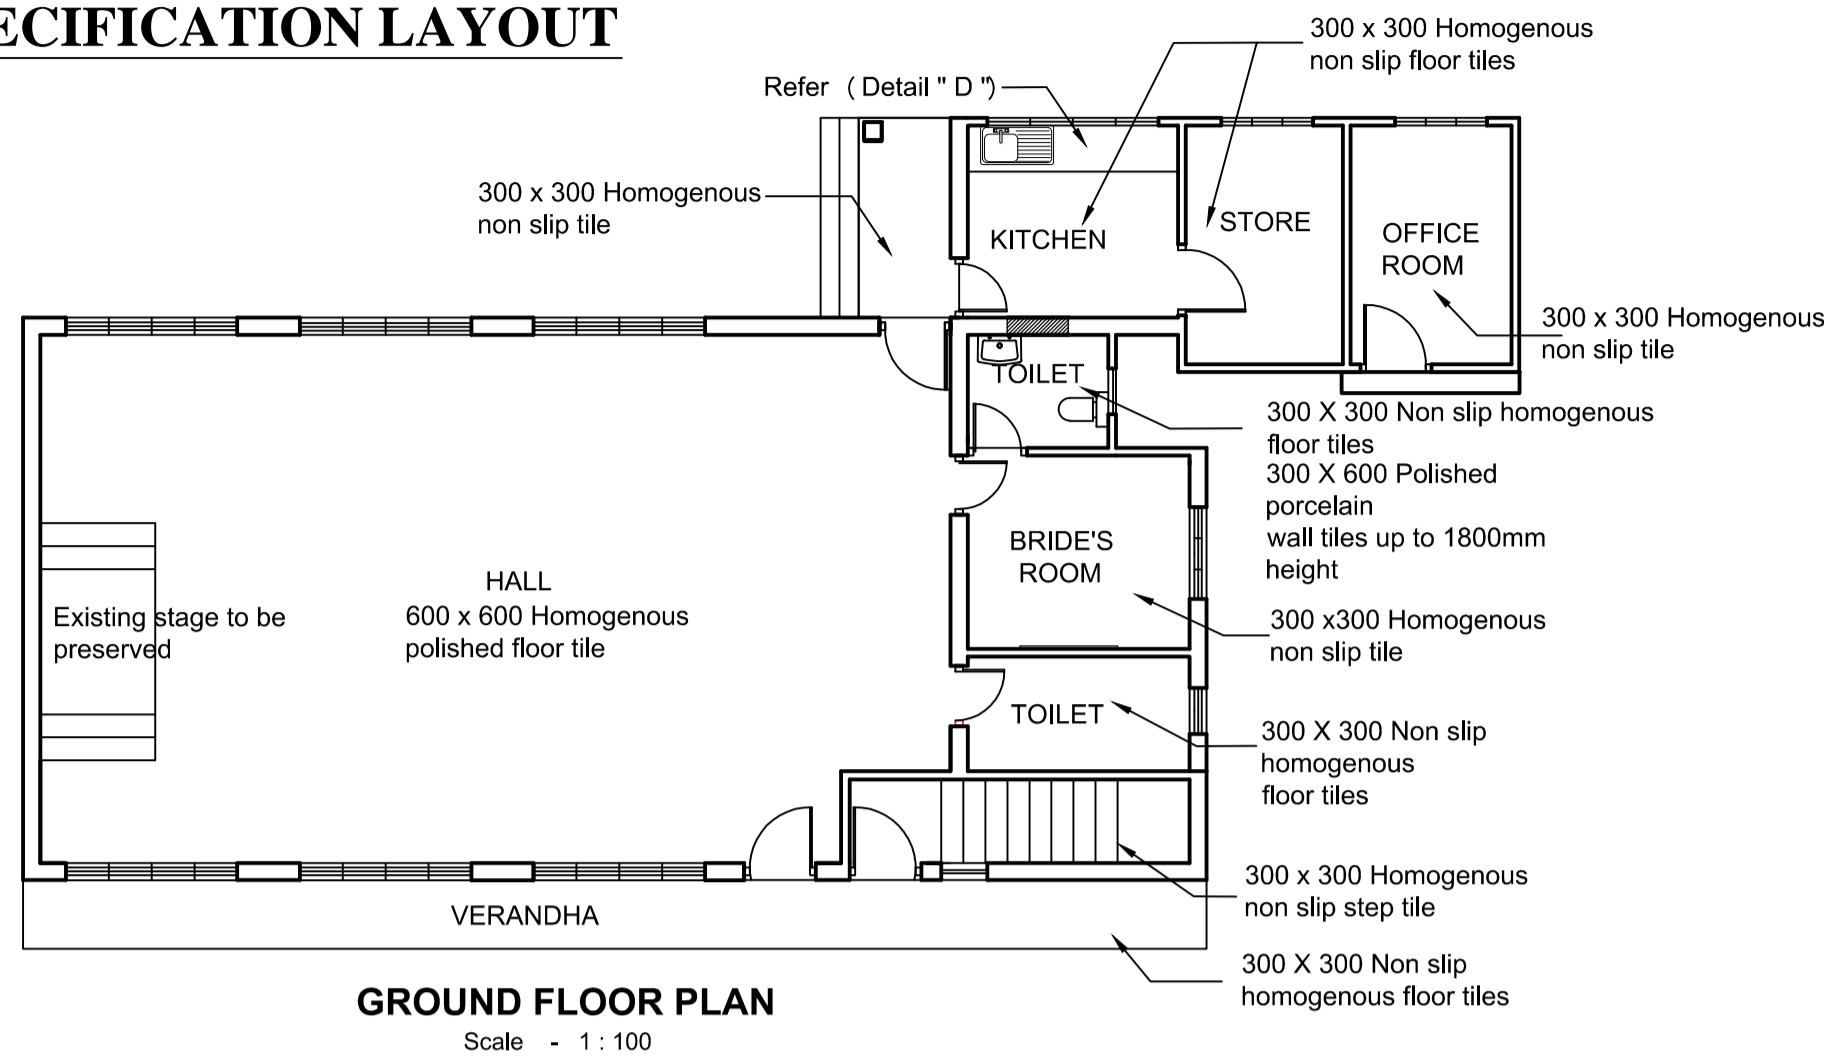 ECIFICATION LAYOUT
300 x 300 Homogenous
non slip floor tiles
Refer ( Detail " D ")
300 x 300 Homogenous
non slip tile
KITCHEN
STORE
OFFICE
ROOM
300 x 300 Homogenous
non slip tile
TOILET
300 X 300 Non slip homogenous
floor tiles
300 X 600 Polished
porcelain
wall tiles up to 1800mm
height
BRIDE'S
ROOM
HALL
600 x 600 Homogenous
polished floor tile
Existing stage to be
preserved
300 x300 Homogenous
non slip tile
TOILET
300 X 300 Non slip
homogenous
floor tiles
300 x 300 Homogenous
non slip step tile
VERANDHA
300 X 300 Non slip
homogenous floor tiles
GROUND FLOOR PLAN
Scale - 1 : 100